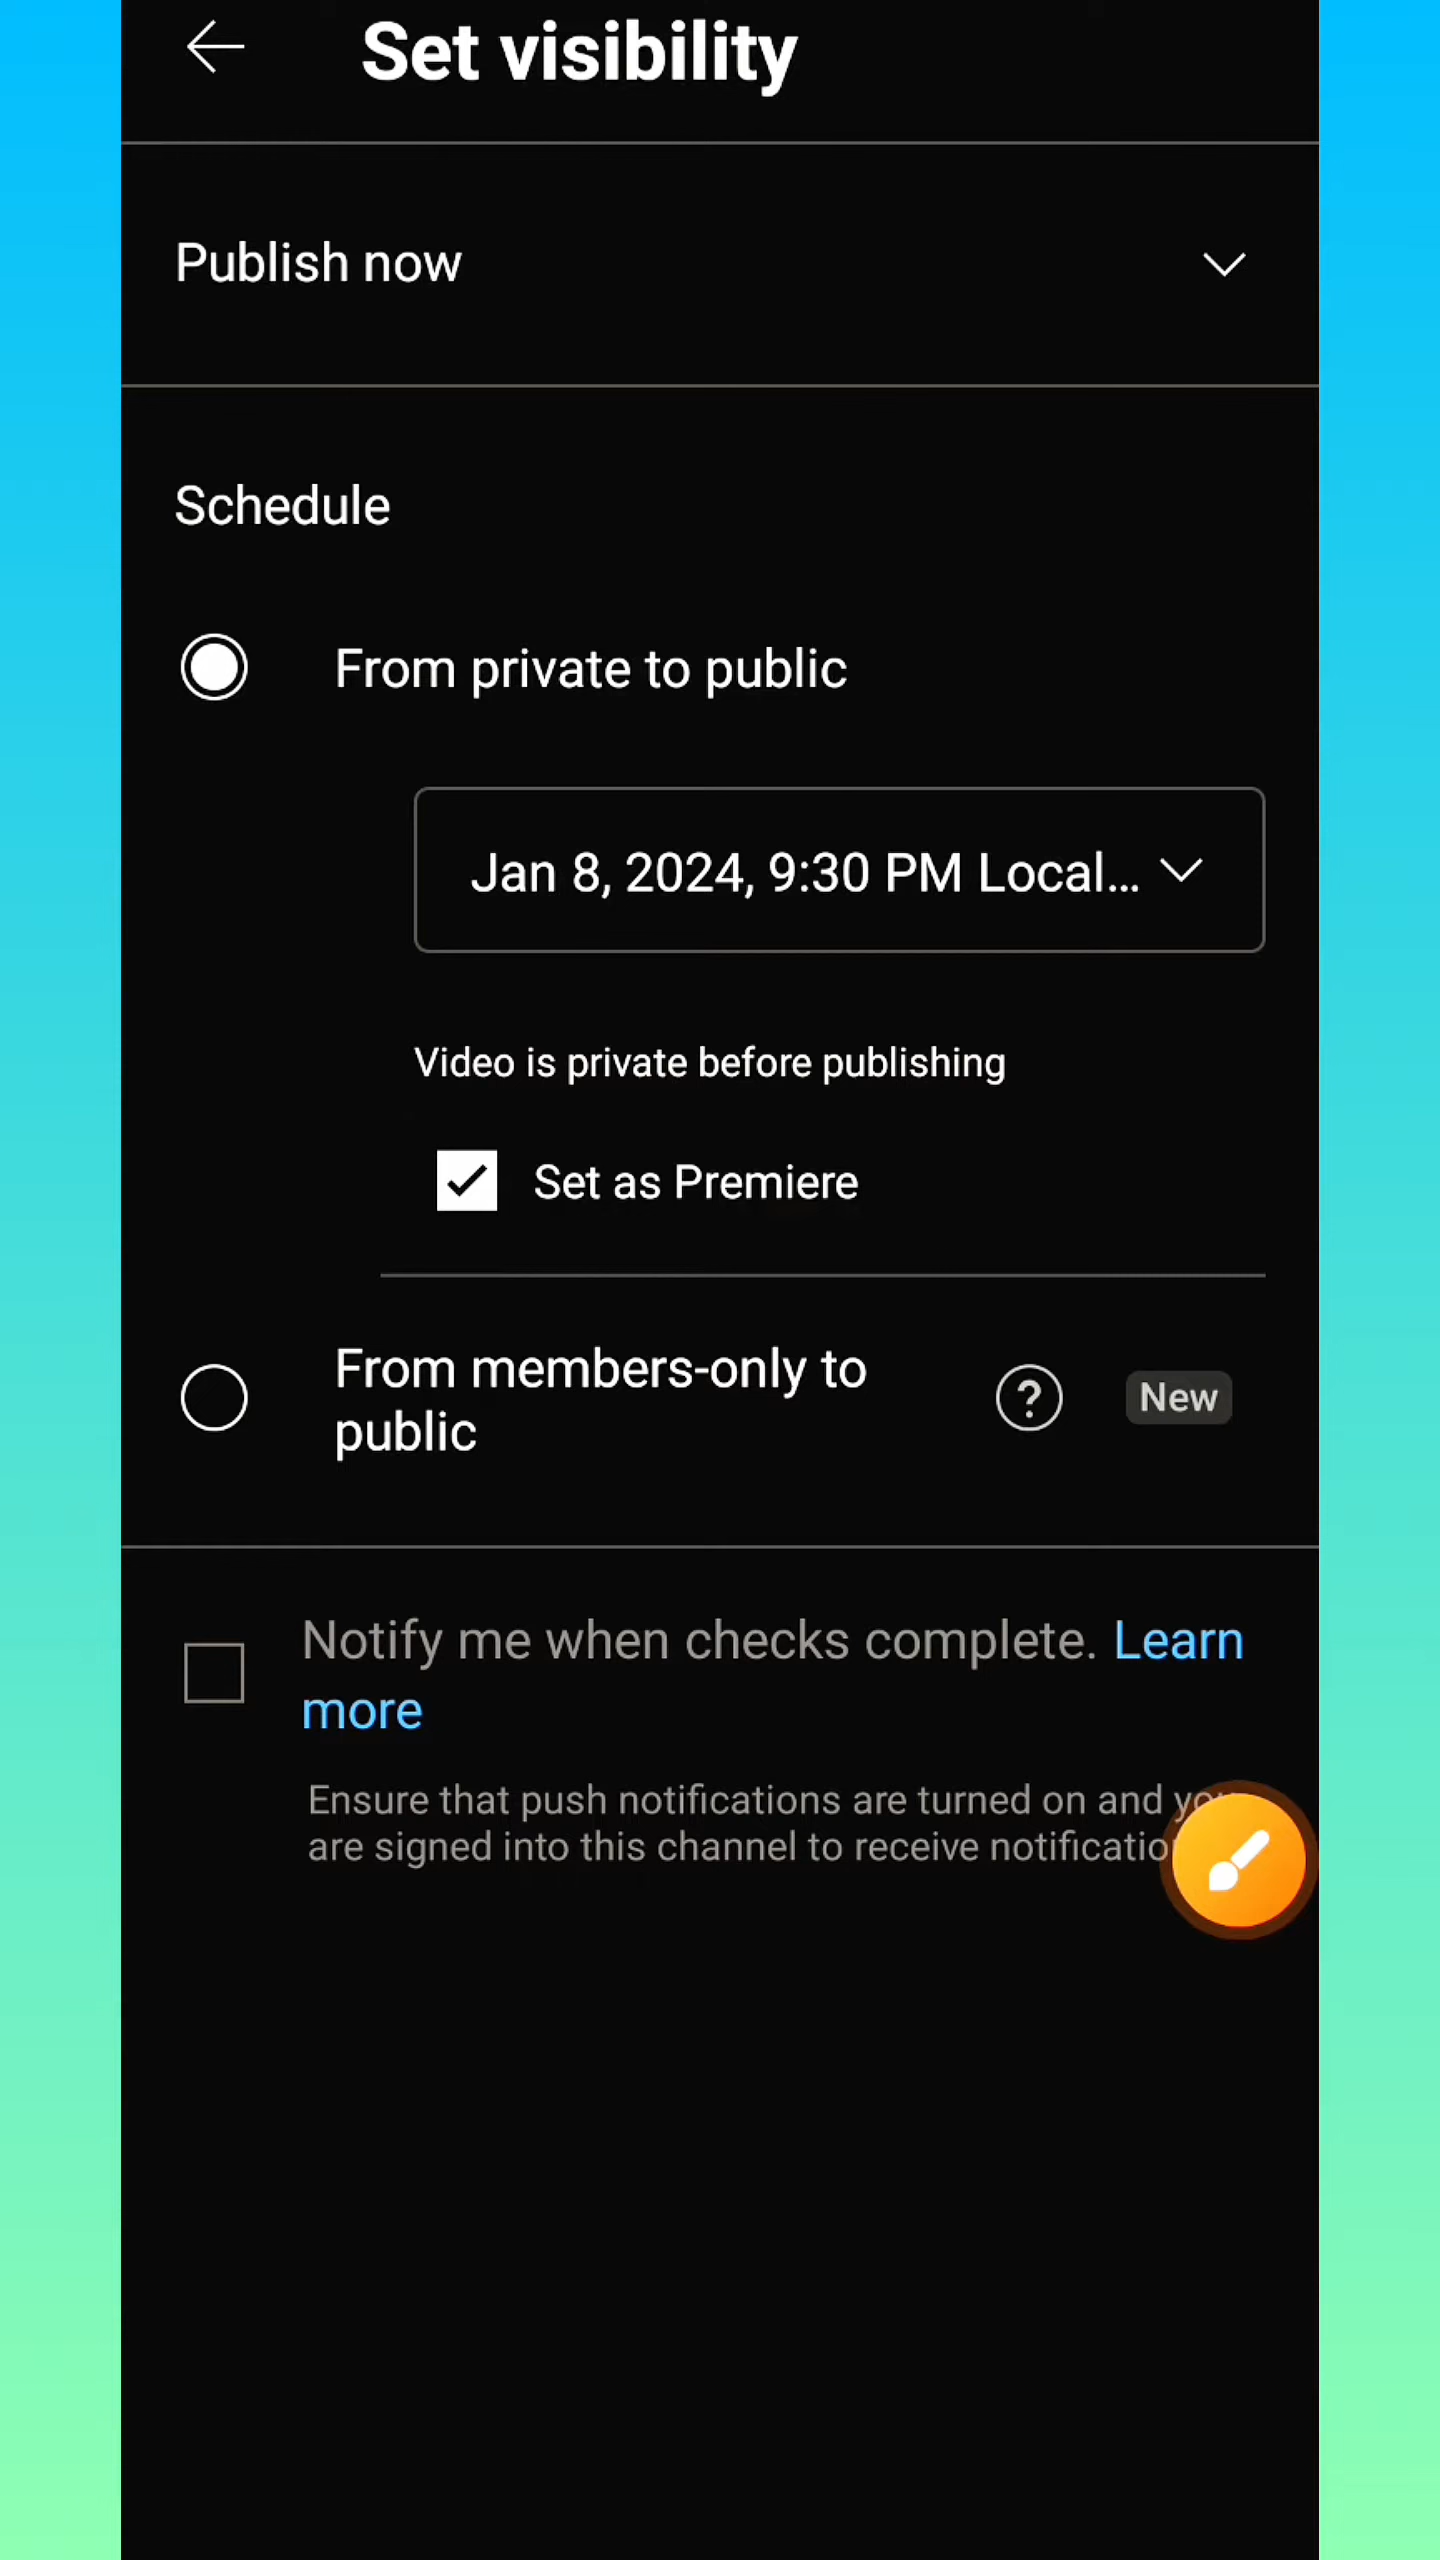 Set visibility
Publish now
Schedule
From private to public
Jan 8, 2024, 9:30 PM Local...
Video is private before publishing
Set as Premiere
From members-only to
public
?
New
Notify me when checks complete. Learn
more
Ensure that push notifications are turned on and
are signed into this channel to receive